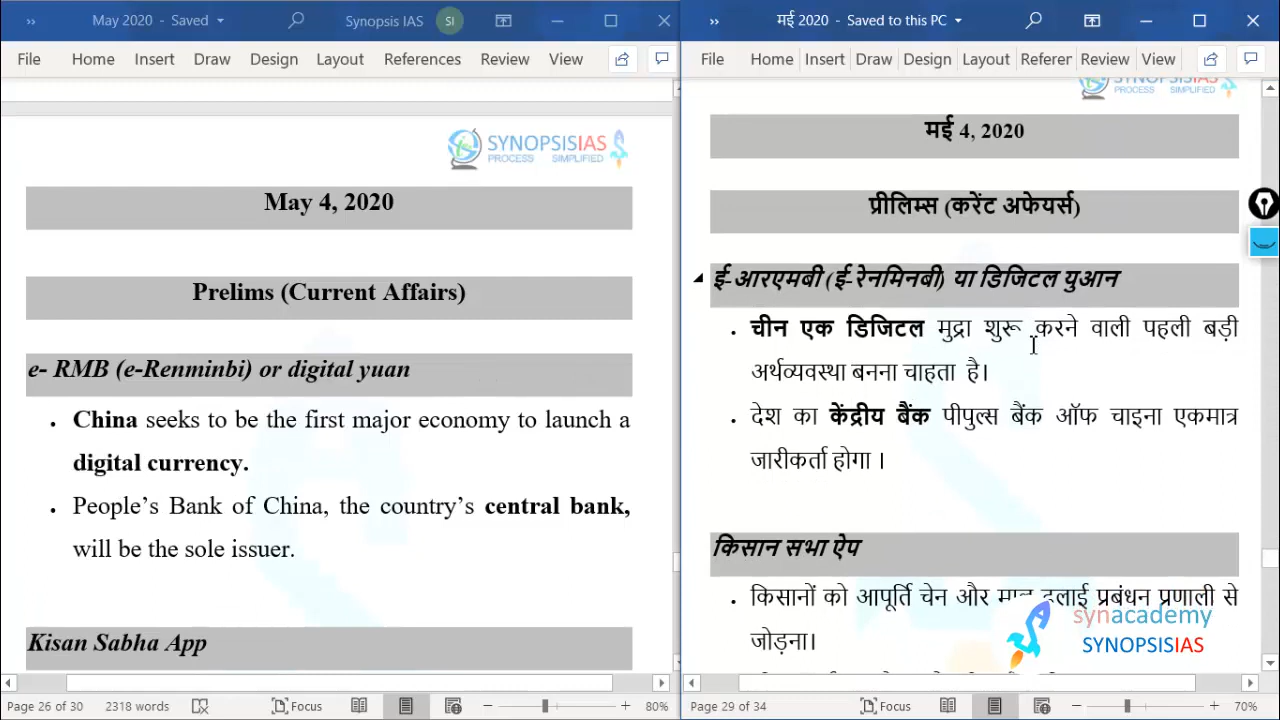 May 2020 - Saved
Synopsis IAS
SI
File Home Insert Draw Design Layout References Review View
SYNOPSISIAS
PROCESS SIMPLIFIED
May 4, 2020
Prelims (Current Affairs)
e- RMB (e-Renminbi) or digital yuan
China seeks to be the first major economy to launch a
digital currency.
People’s Bank of China, the country’s central bank,
will be the sole issuer.
Kisan Sabha App
Page 26 of 30 2318 words Focus 80%
मई 2020 - Saved to this PC
File Home Insert Draw Design Layout Referer Review View
SYNOPSISIAS
PROCESS SIMPLIFIED
मई 4, 2020
प्रीलिम्स (करेंट अफेयर्स)
ई-आरएमबी (ई-रेनमिनबी) या डिजिटल युआन
चीन एक डिजिटल मुद्रा शुरू करने वाली पहली बड़ी
अर्थव्यवस्था बनना चाहता है।
देश का केंद्रीय बैंक पीपुल्स बैंक ऑफ चाइना एकमात्र
जारीकर्ता होगा ।
किसान सभा ऐप
किसानों को आपूर्ति चेन और माल ढुलाई प्रबंधन प्रणाली से
जोड़ना।
synacademy
SYNOPSISIAS
Page 29 of 34 Focus 70%